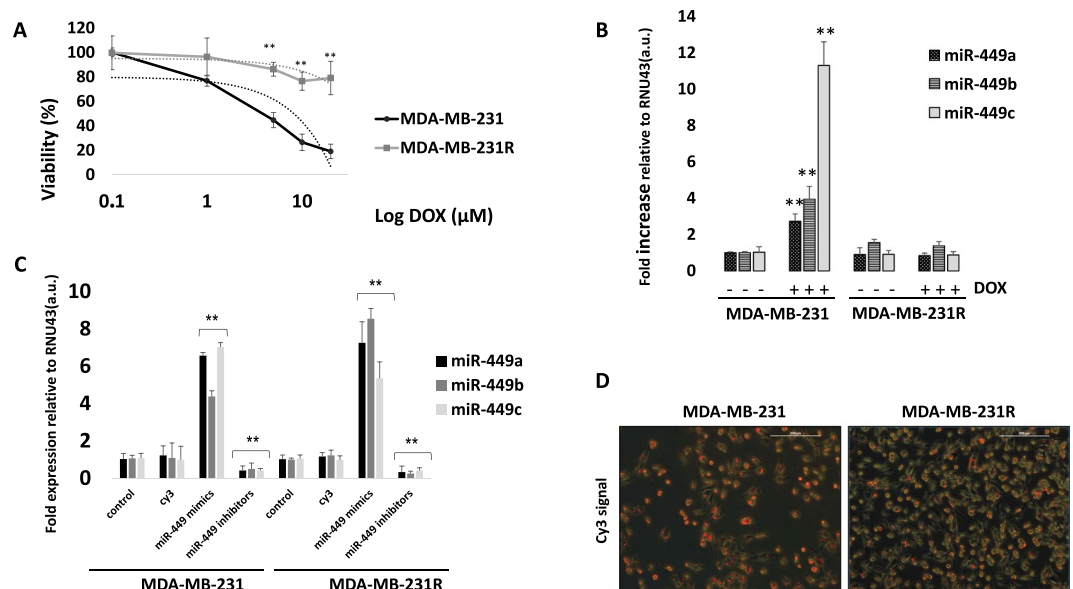 A
Viability (%)
120
100
80
60
40
20
0
** ** **
0.1 1 10
Log DOX (μM)
MDA-MB-231
MDA-MB-231R
B
Fold increase relative to RNU43(a.u.)
14
12
10
8
6
4
2
0
** ** **
miR-449a
miR-449b
miR-449c
- - - + + + - - - + + + DOX
MDA-MB-231 MDA-MB-231R
C
Fold expression relative to RNU43(a.u.)
10
8
6
4
2
0
** ** ** **
miR-449a
miR-449b
miR-449c
control cy3 miR-449 mimics miR-449 inhibitors control cy3 miR-449 mimics miR-449 inhibitors
MDA-MB-231 MDA-MB-231R
D
MDA-MB-231 MDA-MB-231R
Cy3 signal